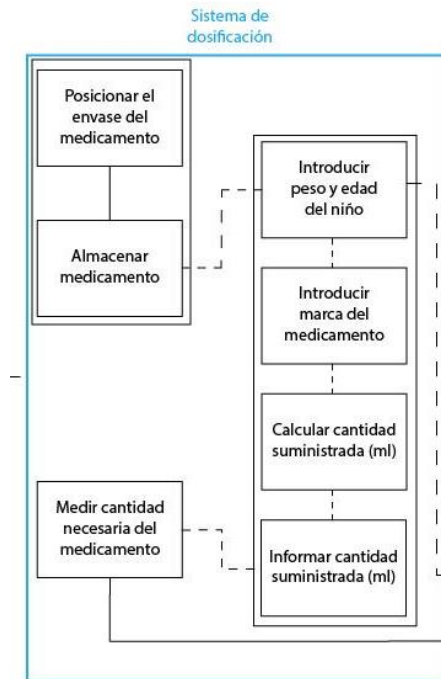 Sistema de
dosificación
Posicionar el
envase del
medicamento
Almacenar
medicamento
Introducir
peso y edad
del niño
Introducir
marca del
medicamento
Calcular cantidad
suministrada (ml)
Informar cantidad
suministrada (ml)
Medir cantidad
necesaria del
medicamento